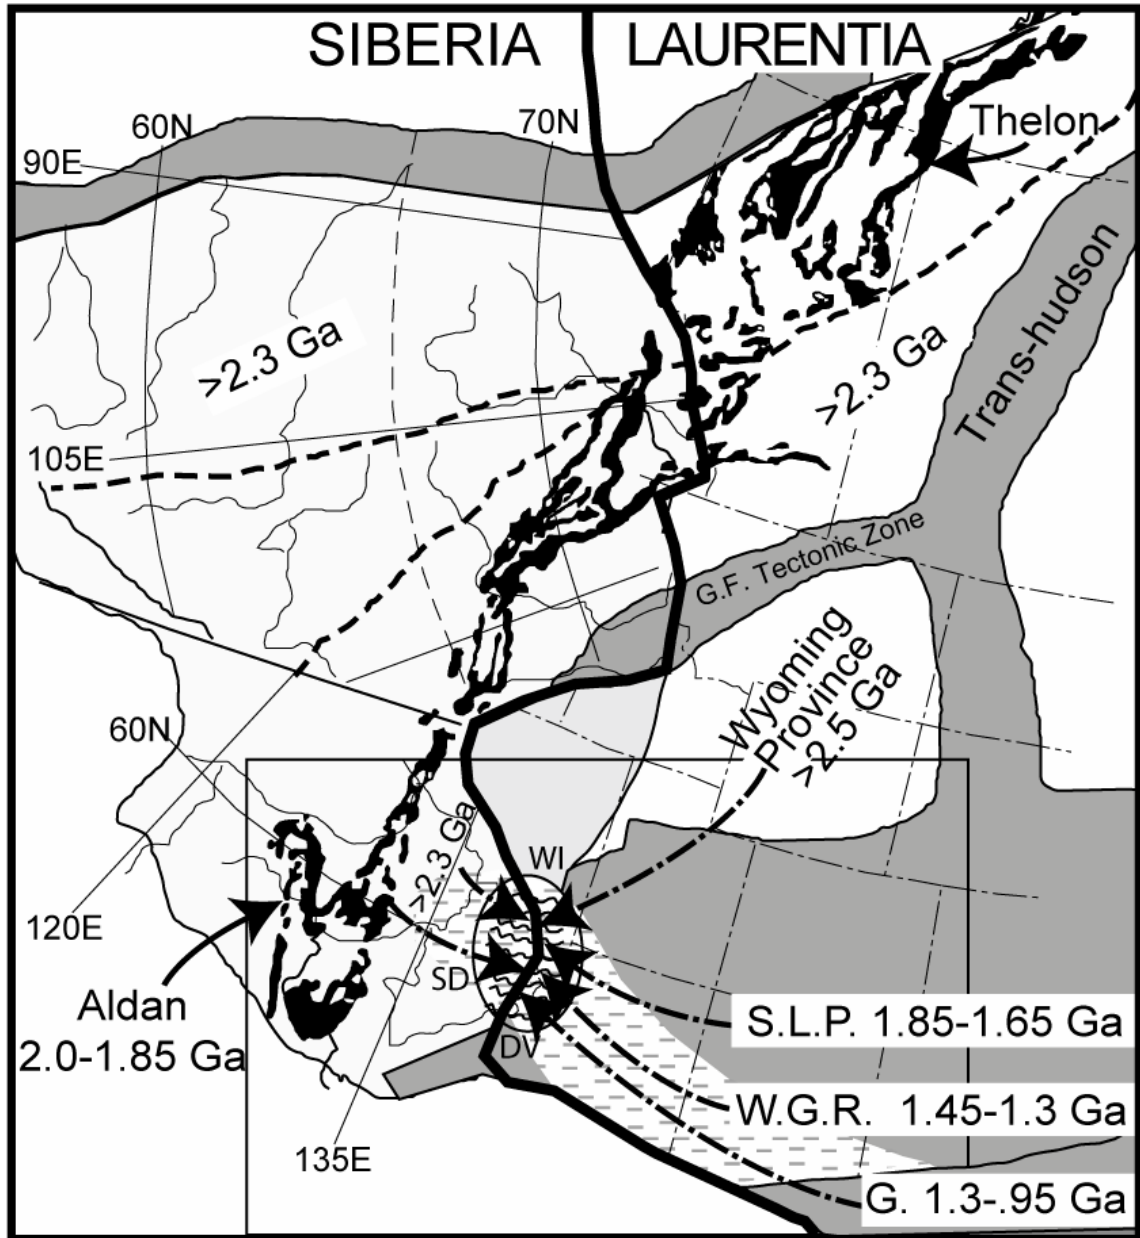 SIBERIA
LAURENTIA
60N
70N
Thelon
90E
Trans-hudson
>2.3 Ga
>2.3 Ga
105E
G.F. Tectonic Zone
Wyoming
Province
>2.5 Ga
60N
>2.3 Ga
WI
120E
SD
Aldan
2.0-1.85 Ga
S.L.P. 1.85-1.65 Ga
DV
W.G.R. 1.45-1.3 Ga
135E
G. 1.3-.95 Ga